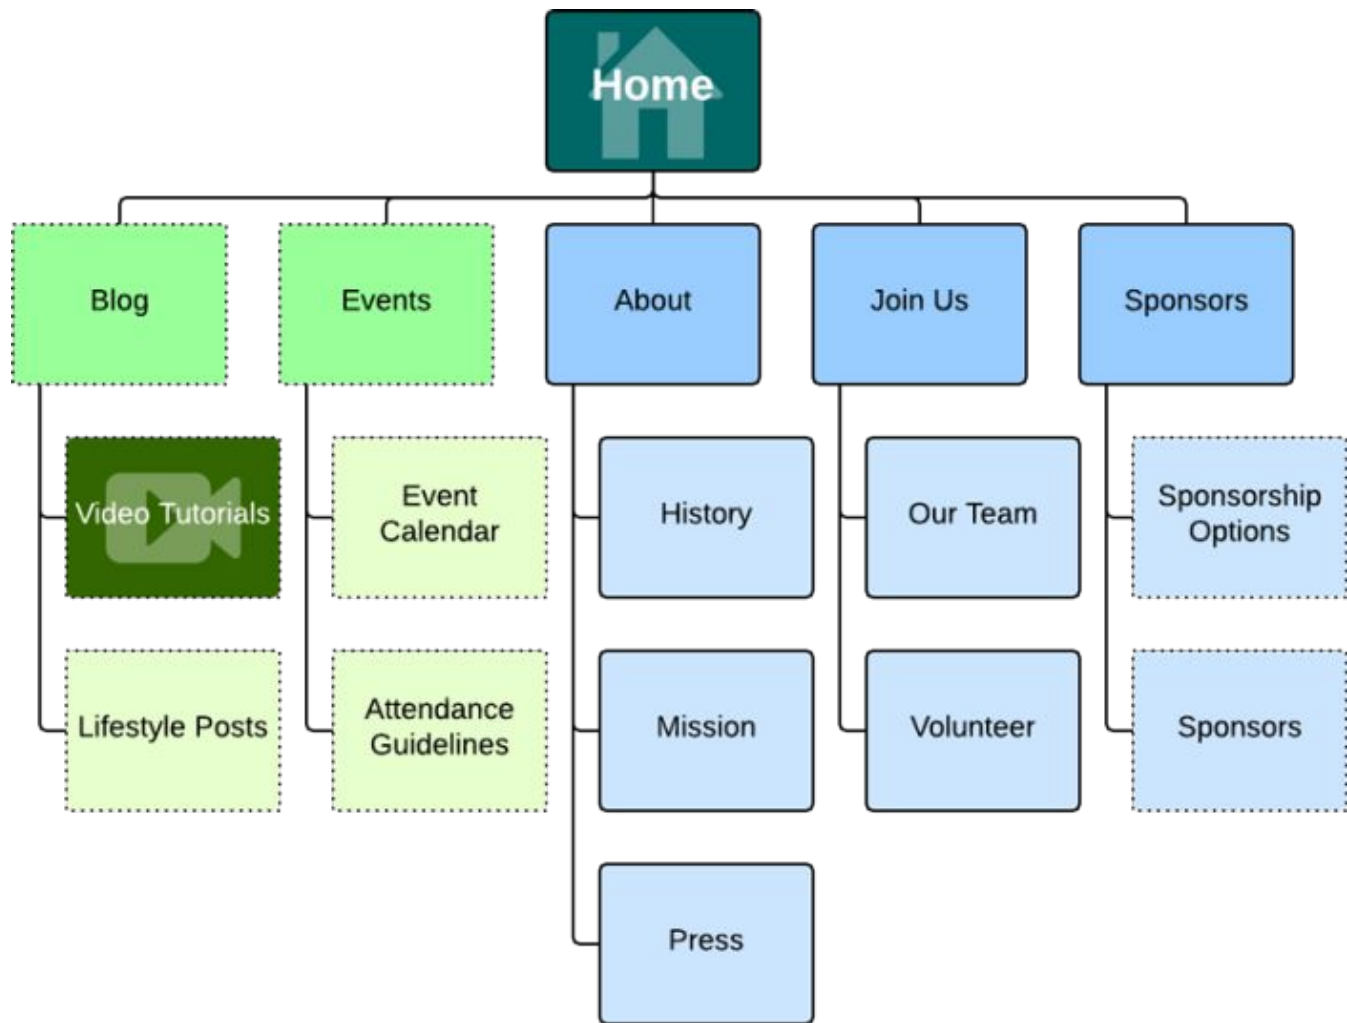 Home
Blog
Events
About
Join Us
Sponsors
Video Tutorials
Event
Calendar
History
Our Team
Sponsorship
Options
Lifestyle Posts
Attendance
Guidelines
Mission
Volunteer
Sponsors
Press